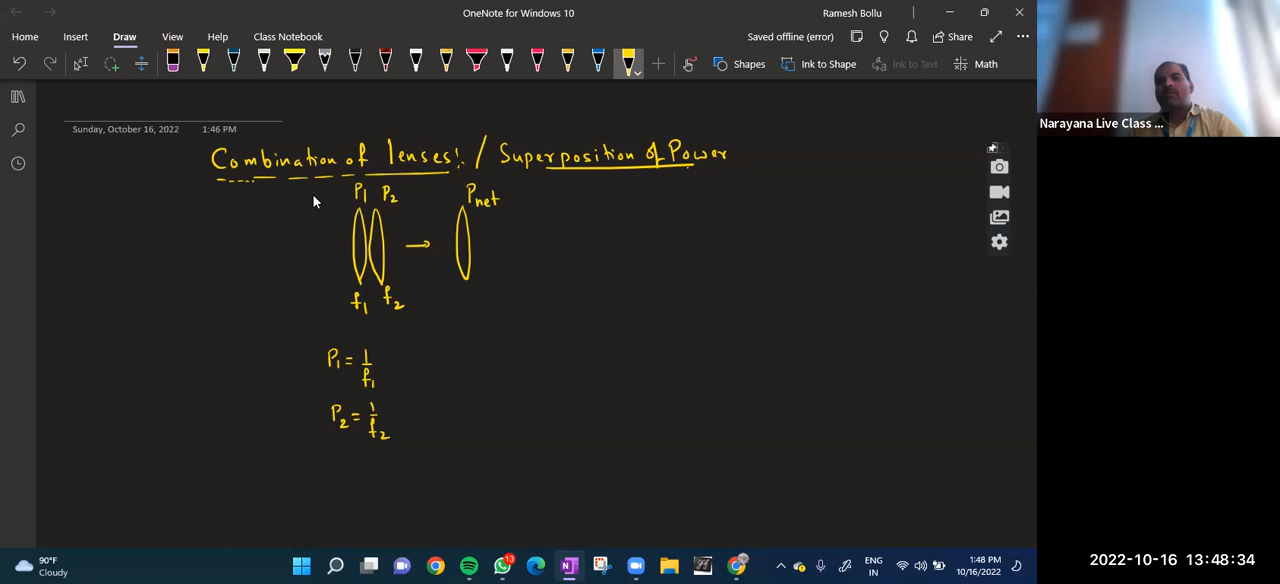 OneNote for Windows 10
Ramesh Bollu
Home Insert Draw View Help Class Notebook
Saved offline (error) Share
Shapes Ink to Shape Ink to Text Math
Narayana Live Class ...
Sunday, October 16, 2022 1:46 PM
Combination of lenses: / Superposition of Power
P₁ P₂ Pnet
f₁ f₂
P₁ = 1/f₁
P₂ = 1/f₂
90°F
Cloudy
13
ENG
IN
1:48 PM
10/16/2022
2022-10-16 13:48:34